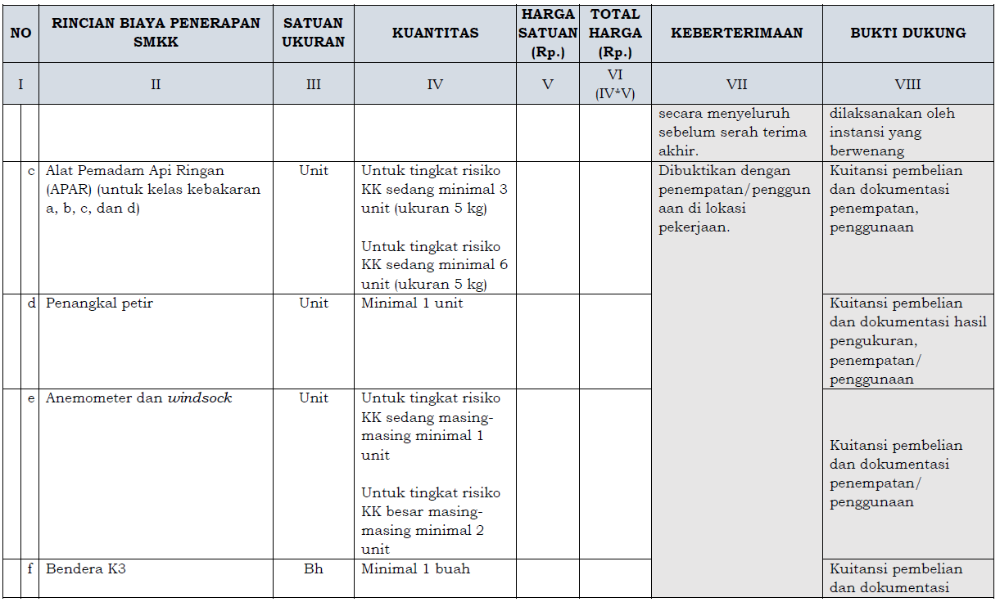 NO
RINCIAN BIAYA PENERAPAN
SMKK
SATUAN
UKURAN
KUANTITAS
HARGA
SATUAN
(Rp.)
TOTAL
HARGA
(Rp.)
KEBERTERIMAAN
BUKTI DUKUNG
I
II
III
IV
V
VI
(IV*V)
VII
VIII
secara menyeluruh
sebelum serah terima
akhir.
dilaksanakan oleh
instansi yang
berwenang
c
Alat Pemadam Api Ringan
(APAR) (untuk kelas kebakaran
a, b, c, dan d)
Unit
Untuk tingkat risiko
KK sedang minimal 3
unit (ukuran 5 kg)
Untuk tingkat risiko
KK sedang minimal 6
unit (ukuran 5 kg)
Dibuktikan dengan
penempatan/penggun
aan di lokasi
pekerjaan.
Kuitansi pembelian
dan dokumentasi
penempatan,
penggunaan
d
Penangkal petir
Unit
Minimal 1 unit
Kuitansi pembelian
dan dokumentasi hasil
pengukuran,
penempatan/
penggunaan
e
Anemometer dan windsock
Unit
Untuk tingkat risiko
KK sedang masing-
masing minimal 1
unit
Untuk tingkat risiko
KK besar masing-
masing minimal 2
unit
Kuitansi pembelian
dan dokumentasi
penempatan/
penggunaan
f
Bendera K3
Bh
Minimal 1 buah
Kuitansi pembelian
dan dokumentasi